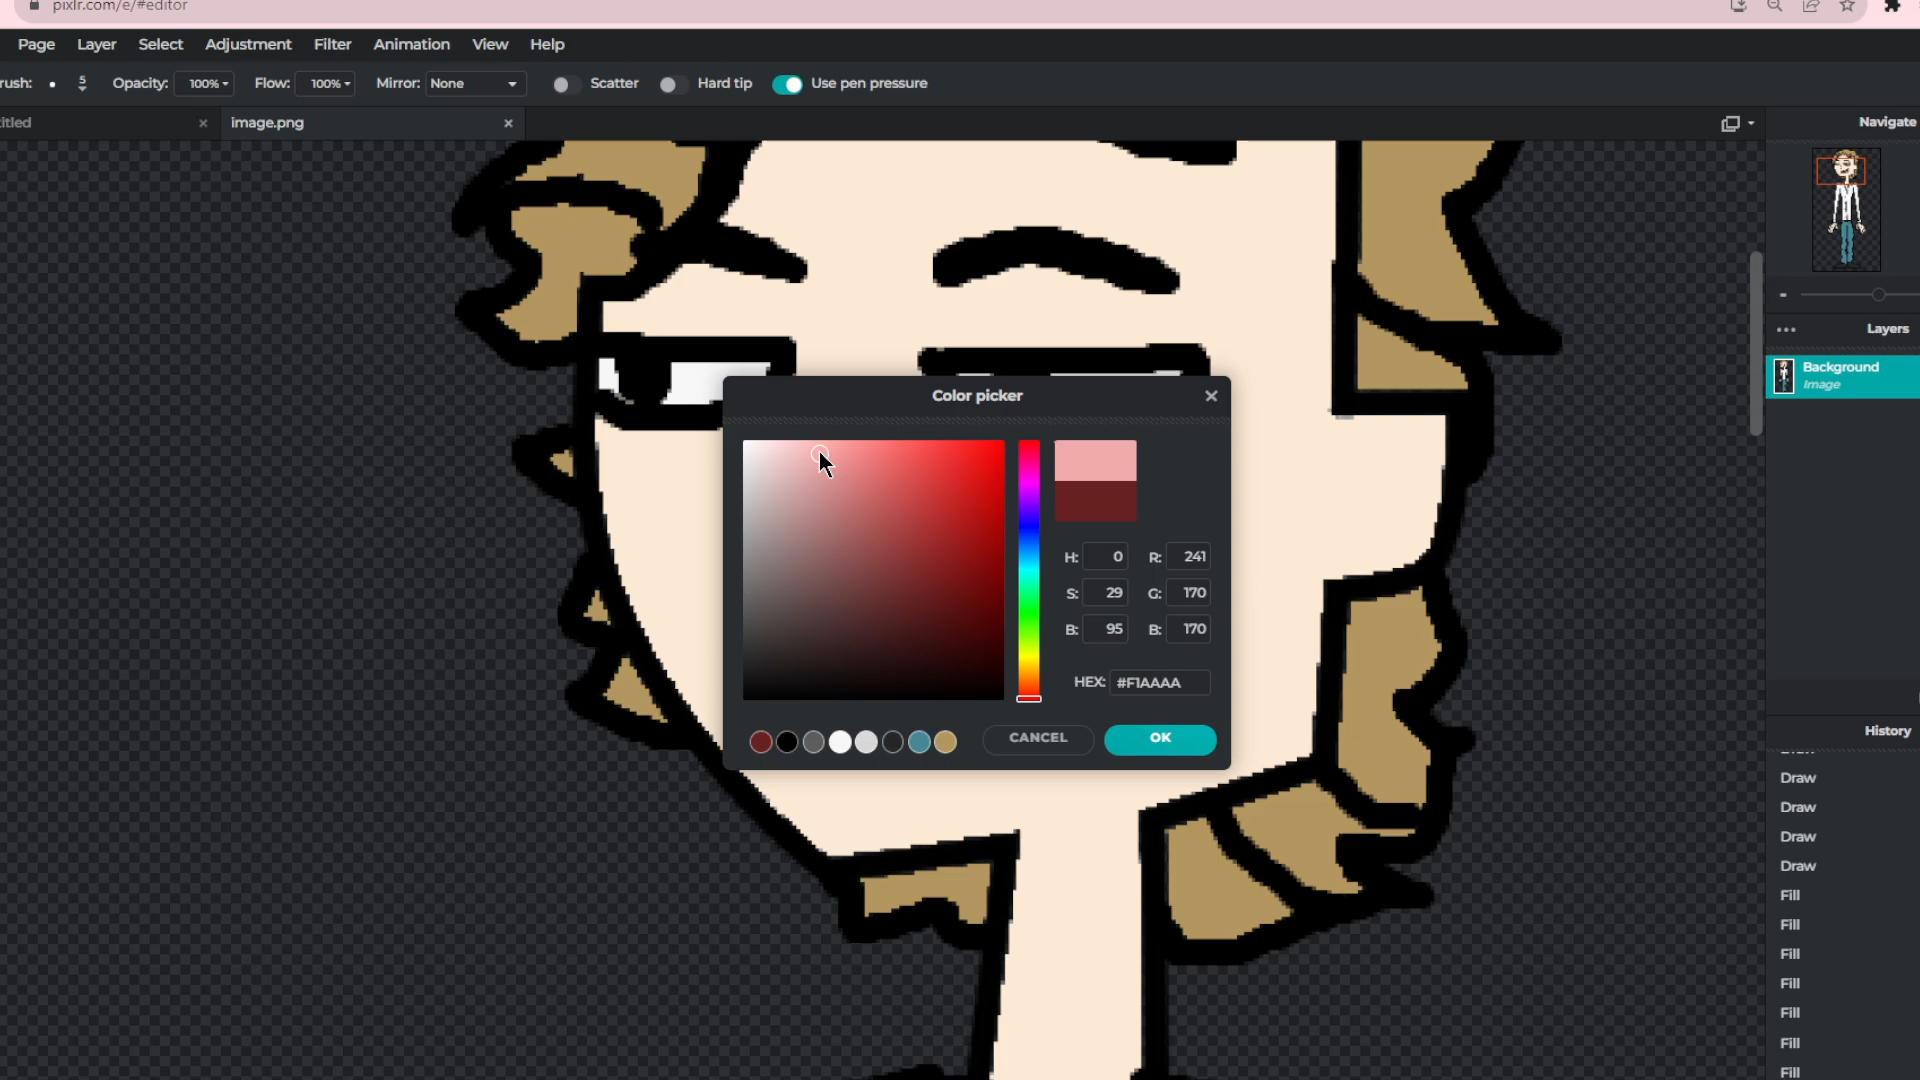 pixlr.com/e/#editor
Page Layer Select Adjustment Filter Animation View Help
rush: 5 Opacity: 100% Flow: 100% Mirror: None Scatter Hard tip Use pen pressure
itled × image.png ×
Navigate
Layers
Background
Image
Color picker
H: 0 R: 241
S: 29 G: 170
B: 95 B: 170
HEX: #F1AAAA
CANCEL OK
History
Draw
Draw
Draw
Draw
Draw
Fill
Fill
Fill
Fill
Fill
Fill
Fill